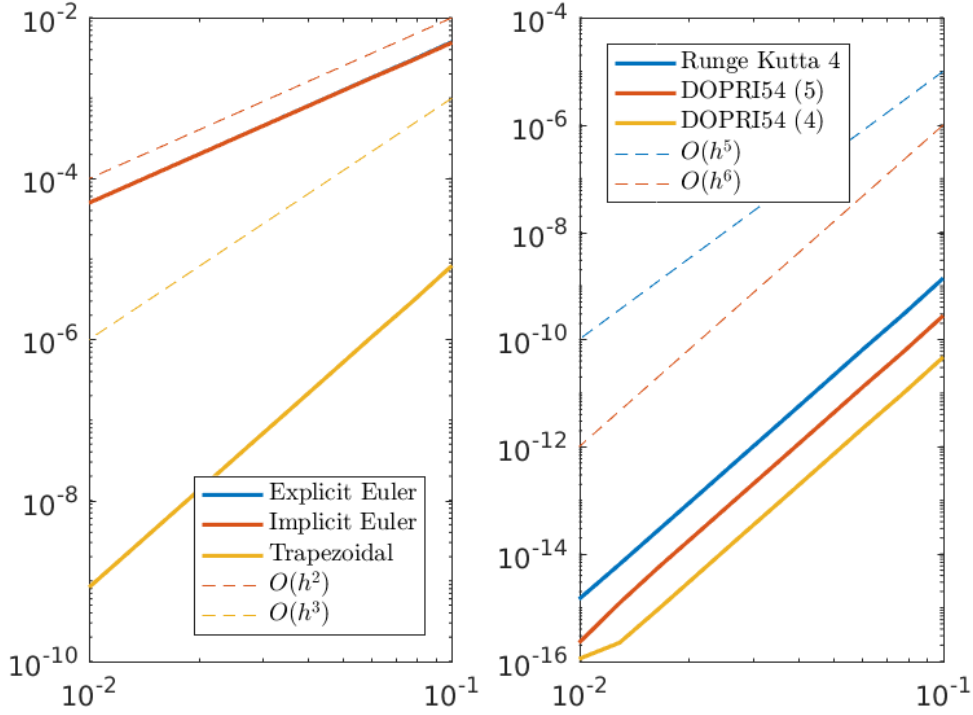 10^-2
10^-4
10^-6
10^-8
10^-10
10^-2
10^-1
Explicit Euler
Implicit Euler
Trapezoidal
O(h^2)
O(h^3)
10^-4
10^-6
10^-8
10^-10
10^-12
10^-14
10^-16
10^-2
10^-1
Runge Kutta 4
DOPRI54 (5)
DOPRI54 (4)
O(h^5)
O(h^6)